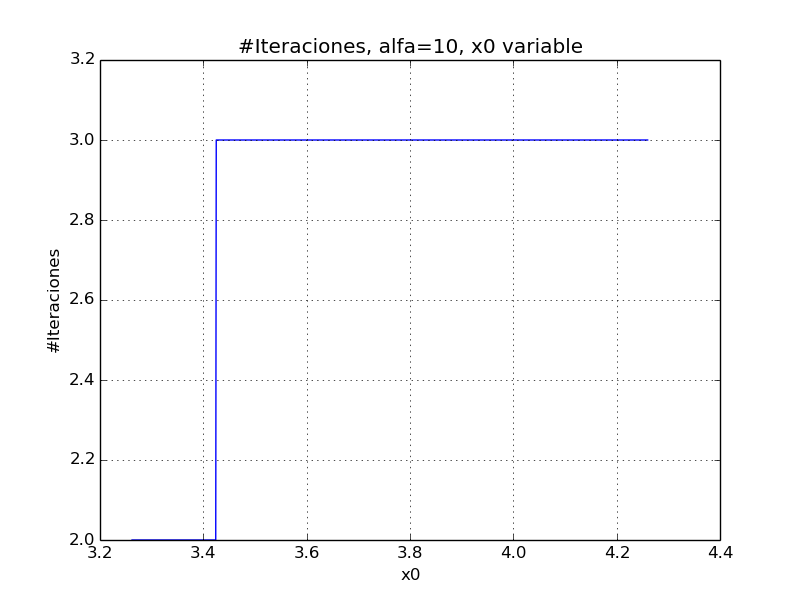 #Iteraciones, alfa=10, x0 variable
3.2
3.0
2.8
2.6
2.4
2.2
2.0
#Iteraciones
3.2 3.4 3.6 3.8 4.0 4.2 4.4
x0